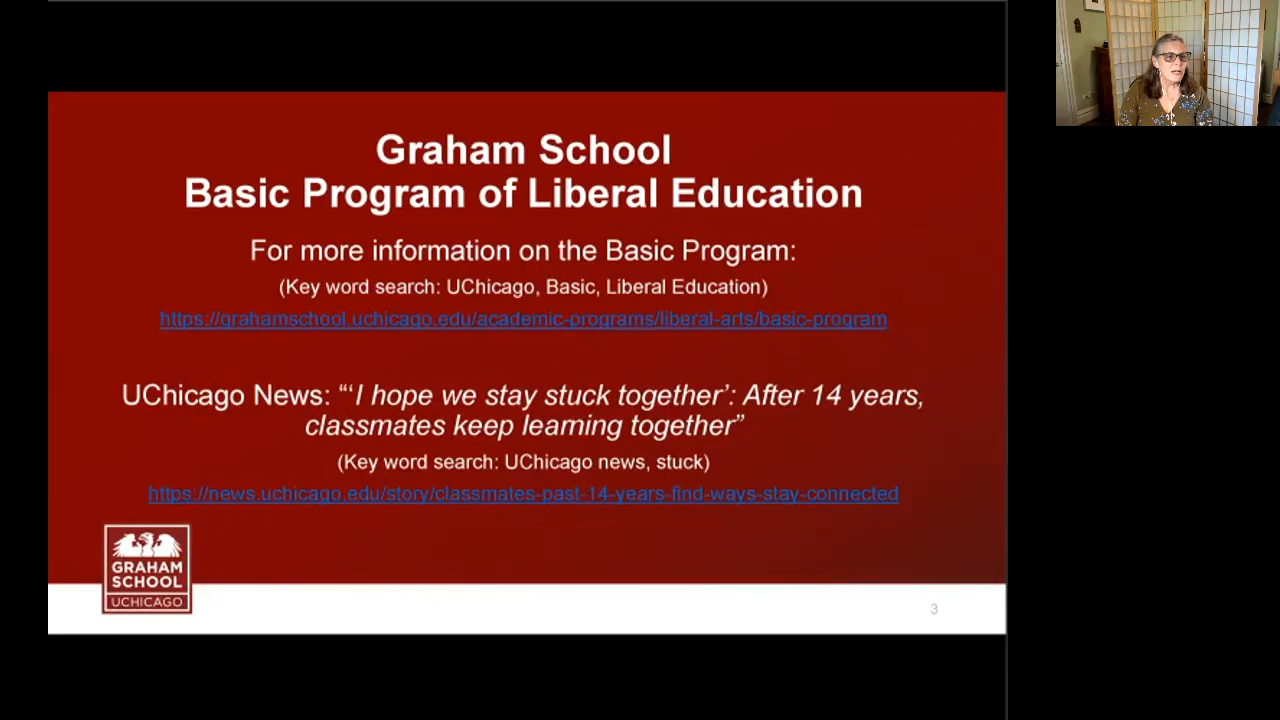 Graham School
Basic Program of Liberal Education
For more information on the Basic Program:
(Key word search: UChicago, Basic, Liberal Education)
https://grahamschool.uchicago.edu/academic-programs/liberal-arts/basic-program
UChicago News: “‘I hope we stay stuck together’: After 14 years,
classmates keep learning together”
(Key word search: UChicago news, stuck)
https://news.uchicago.edu/story/classmates-past-14-years-find-ways-stay-connected
GRAHAM
SCHOOL
UCHICAGO
3